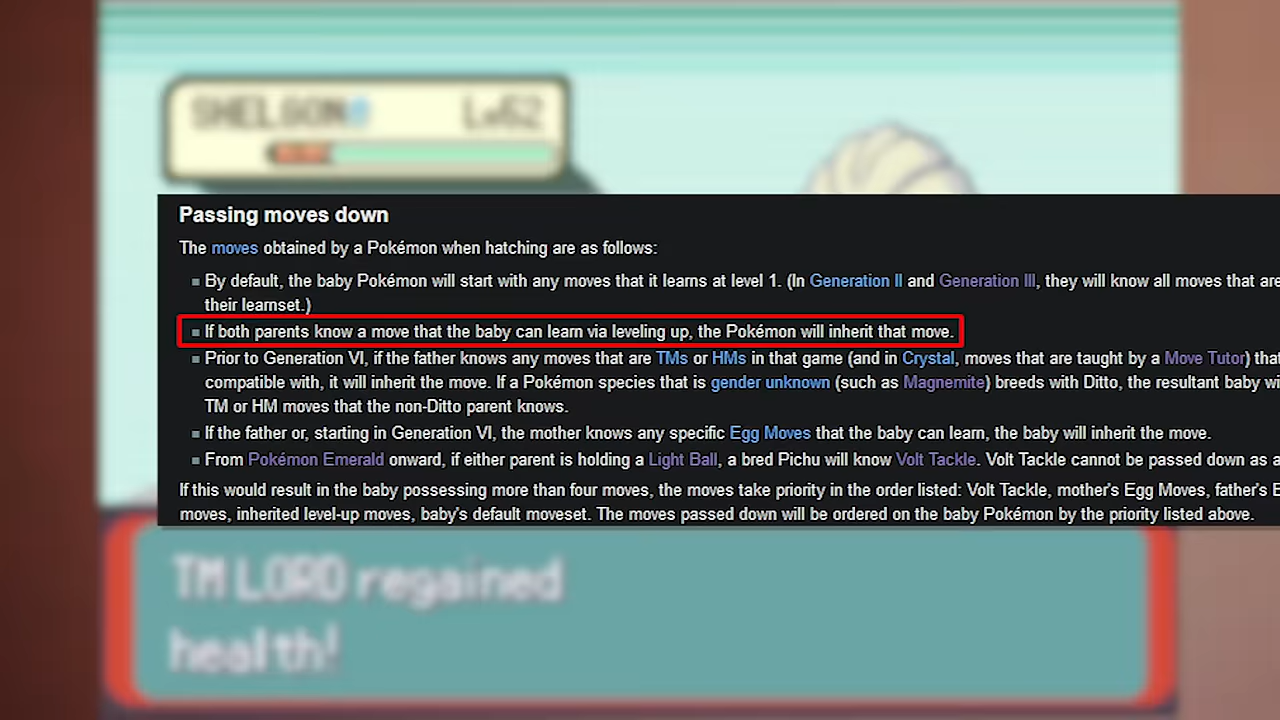 SHELGON Lv62
Passing moves down
The moves obtained by a Pokémon when hatching are as follows:
▪ By default, the baby Pokémon will start with any moves that it learns at level 1. (In Generation II and Generation III, they will know all moves that are
their learnset.)
▪ If both parents know a move that the baby can learn via leveling up, the Pokémon will inherit that move.
▪ Prior to Generation VI, if the father knows any moves that are TMs or HMs in that game (and in Crystal, moves that are taught by a Move Tutor) that
compatible with, it will inherit the move. If a Pokémon species that is gender unknown (such as Magnemite) breeds with Ditto, the resultant baby wi
TM or HM moves that the non-Ditto parent knows.
▪ If the father or, starting in Generation VI, the mother knows any specific Egg Moves that the baby can learn, the baby will inherit the move.
▪ From Pokémon Emerald onward, if either parent is holding a Light Ball, a bred Pichu will know Volt Tackle. Volt Tackle cannot be passed down as a
If this would result in the baby possessing more than four moves, the moves take priority in the order listed: Volt Tackle, mother's Egg Moves, father's E
moves, inherited level-up moves, baby's default moveset. The moves passed down will be ordered on the baby Pokémon by the priority listed above.
TM LORD regained
health!